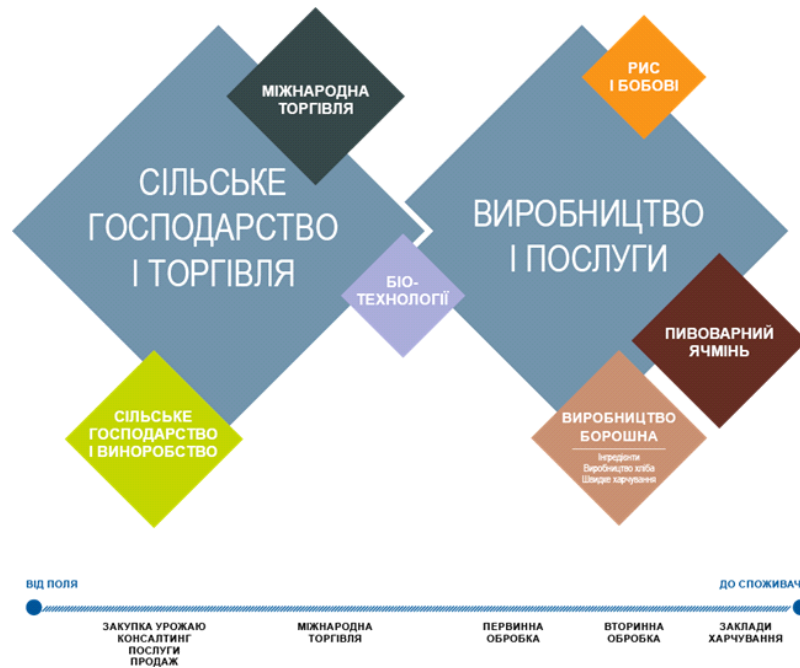 МІЖНАРОДНА
ТОРГІВЛЯ
СІЛЬСЬКЕ
ГОСПОДАРСТВО
І ТОРГІВЛЯ
БІО-
ТЕХНОЛОГІЇ
СІЛЬСЬКЕ
ГОСПОДАРСТВО
І ВИНОРОБСТВО
РИС
І БОБОВІ
ВИРОБНИЦТВО
І ПОСЛУГИ
ПИВОВАРНИЙ
ЯЧМІНЬ
ВИРОБНИЦТВО
БОРОШНА
Інгредієнти
Виробництво хліба
Швидке харчування
ВІД ПОЛЯ
ДО СПОЖИВАЧ
ЗАКУПКА УРОЖАЮ
КОНСАЛТИНГ
ПОСЛУГИ
ПРОДАЖ
МІЖНАРОДНА
ТОРГІВЛЯ
ПЕРВИННА
ОБРОБКА
ВТОРИННА
ОБРОБКА
ЗАКЛАДИ
ХАРЧУВАННЯ